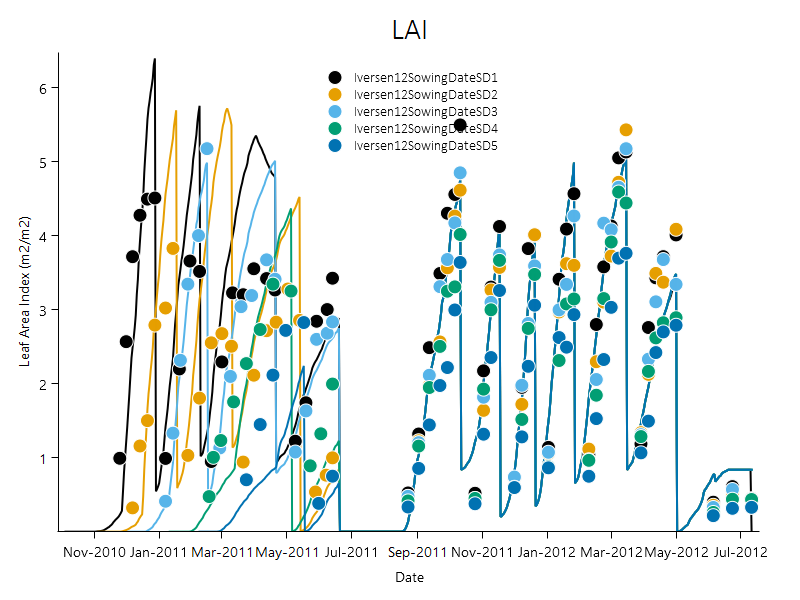 LAI
Iversen12SowingDateSD1
Iversen12SowingDateSD2
Iversen12SowingDateSD3
Iversen12SowingDateSD4
Iversen12SowingDateSD5
Leaf Area Index (m2/m2)
6
5
4
3
2
1
Nov-2010 Jan-2011 Mar-2011 May-2011 Jul-2011 Sep-2011 Nov-2011 Jan-2012 Mar-2012 May-2012 Jul-2012
Date